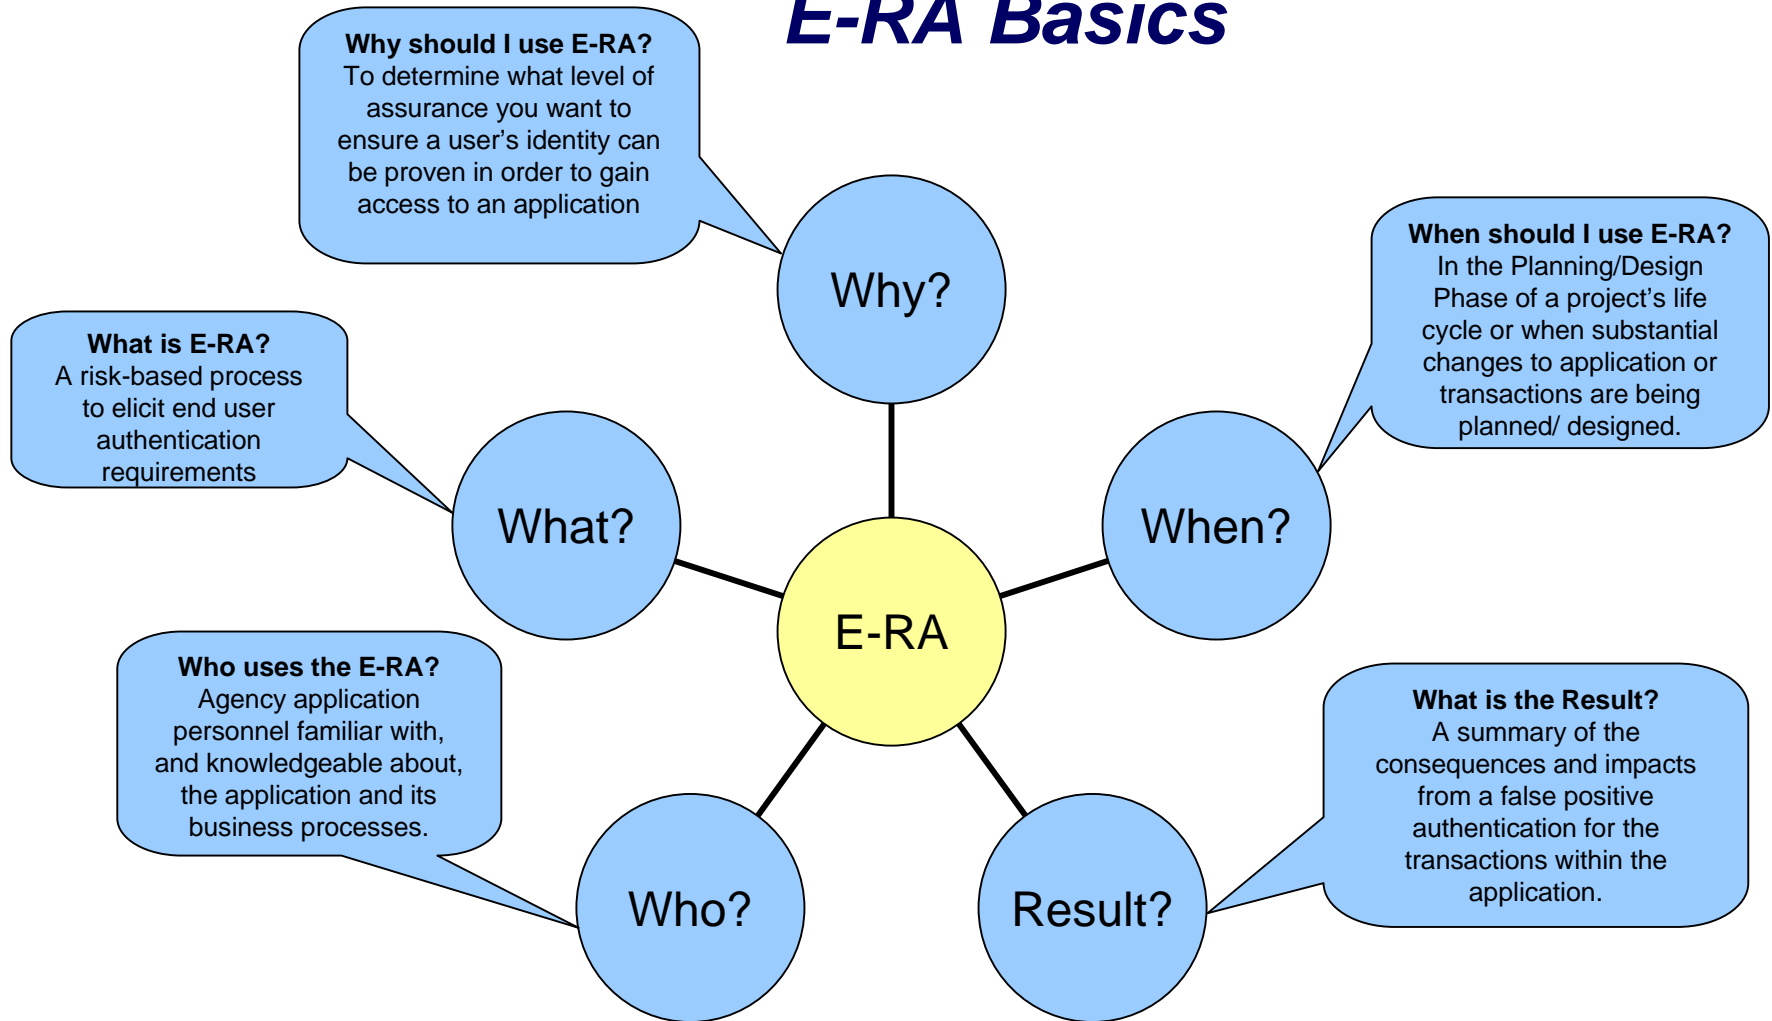 E-RA Basics
Why should I use E-RA?
To determine what level of
assurance you want to
ensure a user’s identity can
be proven in order to gain
access to an application
Why?
When should I use E-RA?
In the Planning/Design
Phase of a project’s life
cycle or when substantial
changes to application or
transactions are being
planned/ designed.
What is E-RA?
A risk-based process
to elicit end user
authentication
requirements
What?
When?
E-RA
Who uses the E-RA?
Agency application
personnel familiar with,
and knowledgeable about,
the application and its
business processes.
What is the Result?
A summary of the
consequences and impacts
from a false positive
authentication for the
transactions within the
application.
Who?
Result?